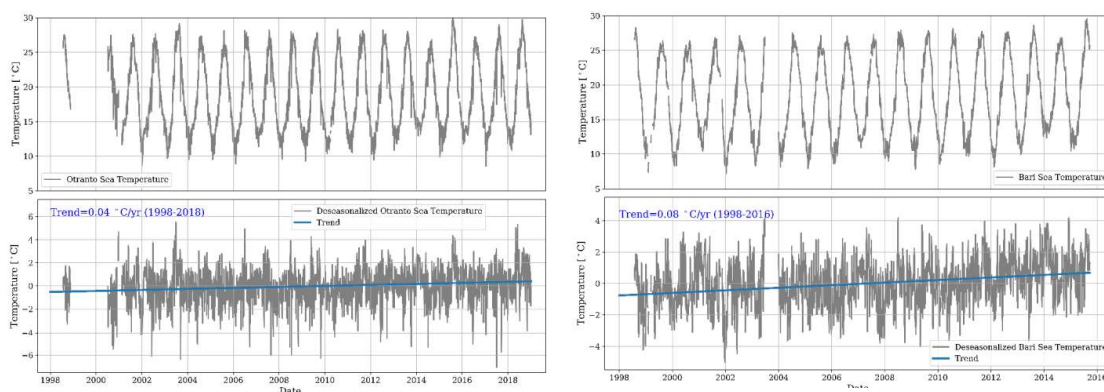 30
25
20
15
10
5
Temperature [°C]
Otranto Sea Temperature
Trend=0.04 °C/yr (1998-2018)
Deseasonalized Otranto Sea Temperature
Trend
6
4
2
0
−2
−4
−6
Temperature [°C]
1998 2000 2002 2004 2006 2008 2010 2012 2014 2016 2018
Date
30
25
20
15
10
5
Temperature [°C]
Bari Sea Temperature
Trend=0.08 °C/yr (1998-2016)
4
2
0
−2
−4
Temperature [°C]
Deseasonalized Bari Sea Temperature
Trend
1998 2000 2002 2004 2006 2008 2010 2012 2014 2016
Date